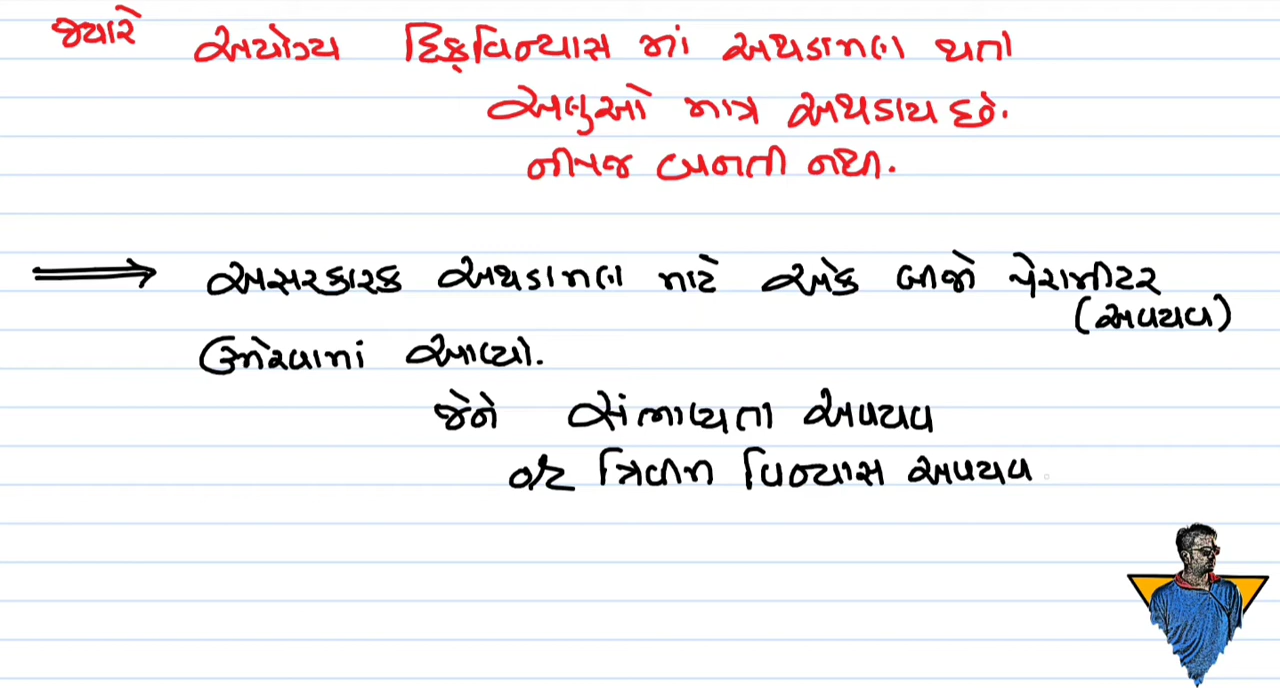 જ્યારે અયોગ્ય દિક્વિન્યાસ માં અથડામણ થતાં
અણુઓ માત્ર અથડાય છે.
નીપજ બનતી નથી.
⟹ અસરકારક અથડામણ માટે એક બીજો પેરામીટર
(અવયવ)
ઉમેરવામાં આવ્યો.
જેને સંભાવ્યતા અવયવ
or ત્રિવીમ વિન્યાસ અવયવ